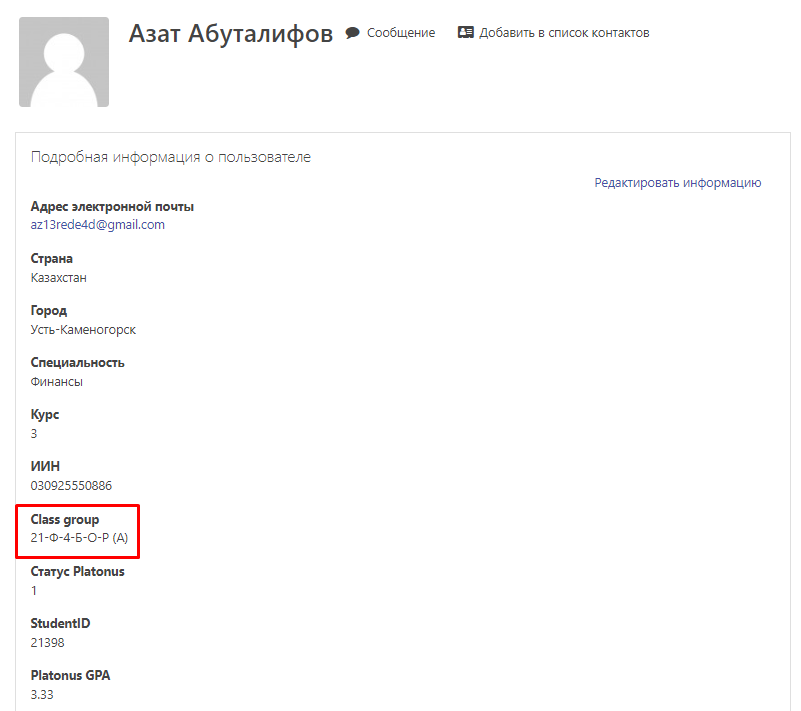 Азат Абуталифов Сообщение Добавить в список контактов
Подробная информация о пользователе
Редактировать информацию
Адрес электронной почты
az13rede4d@gmail.com
Страна
Казахстан
Город
Усть-Каменогорск
Специальность
Финансы
Курс
3
ИИН
030925550886
Class group
21-Ф-4-Б-О-Р (А)
Статус Platonus
1
StudentID
21398
Platonus GPA
3.33